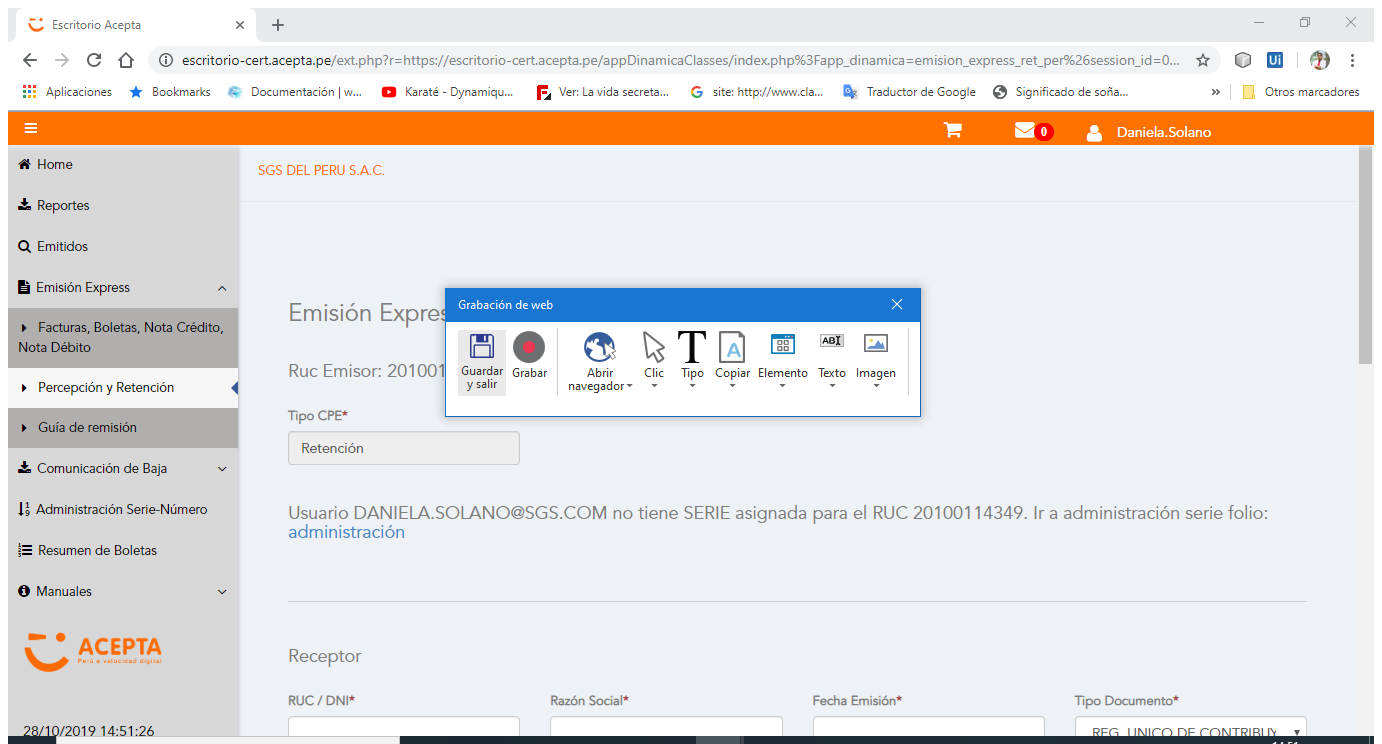 Escritorio Acepta
escritorio-cert.acepta.pe/ext.php?r=https://escritorio-cert.acepta.pe/appDinamicaClasses/index.php%3Fapp_dinamica=emision_express_ret_per%26session_id=0...
Ui
Aplicaciones Bookmarks Documentación | w... Karaté - Dynamiqu... Ver: La vida secreta... site: http://www.cla... Traductor de Google Significado de soña... » Otros marcadores
0 Daniela.Solano
Home
SGS DEL PERU S.A.C.
Reportes
Emitidos
Emisión Express
Facturas, Boletas, Nota Crédito,
Nota Débito
Percepción y Retención
Guía de remisión
Comunicación de Baja
Administración Serie-Número
Resumen de Boletas
Manuales
ACEPTA
Perú a velocidad digital
28/10/2019 14:51:26
Emisión Expres
Ruc Emisor: 201001
Grabación de web
Guardar
y salir
Grabar
Abrir
navegador
Clic
Tipo
Copiar
Elemento
Texto
Imagen
Tipo CPE*
Retención
Usuario DANIELA.SOLANO@SGS.COM no tiene SERIE asignada para el RUC 20100114349. Ir a administración serie folio:
administración
Receptor
RUC / DNI* Razón Social* Fecha Emisión* Tipo Documento*
REG. UNICO DE CONTRIBUY